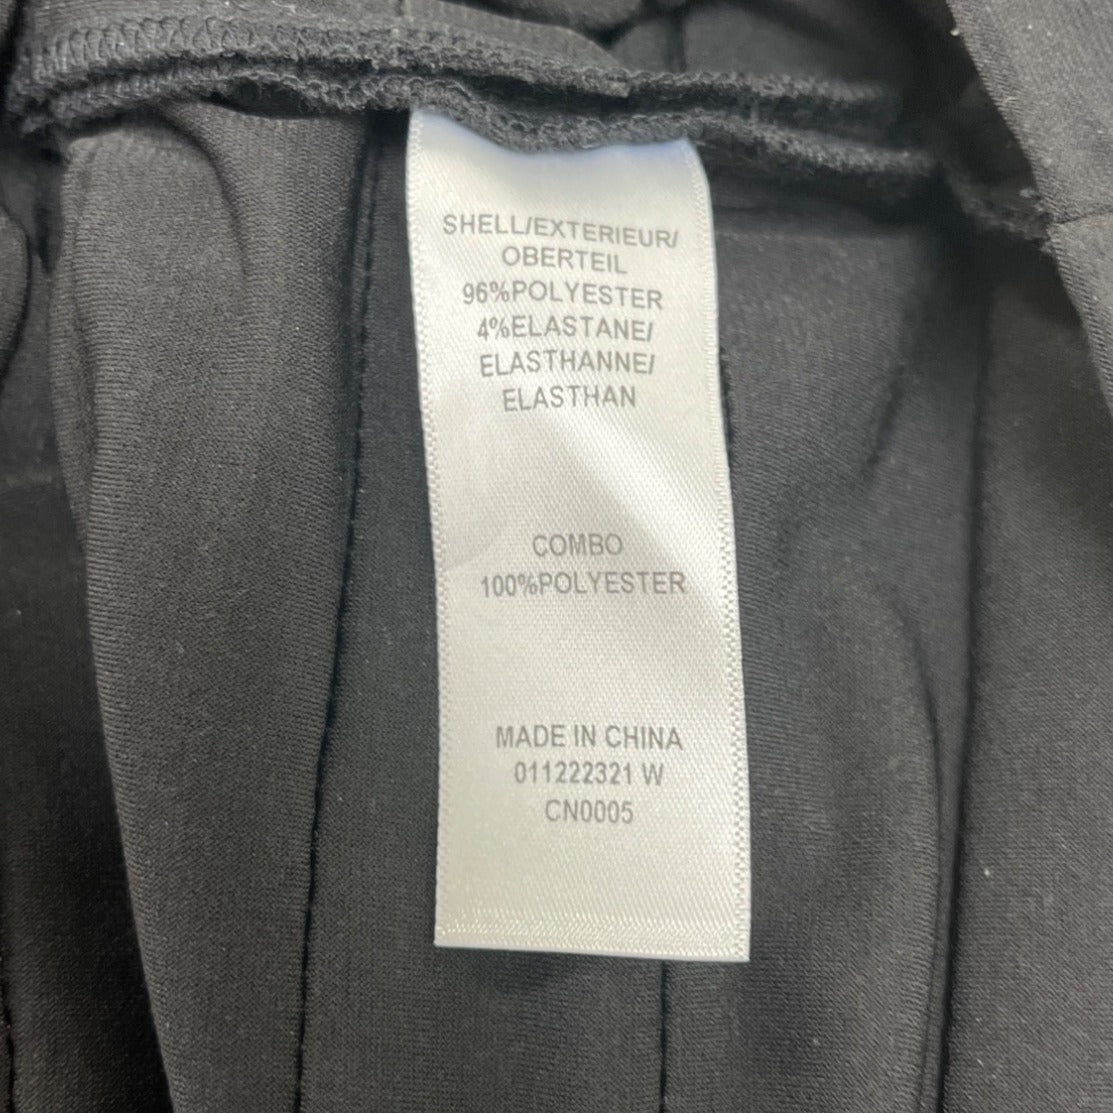 SHELL/EXTERIEUR/
OBERTEIL
96%POLYESTER
4%ELASTANE/
ELASTHANNE/
ELASTHAN
COMBO
100%POLYESTER
MADE IN CHINA
011222321 W
CN0005